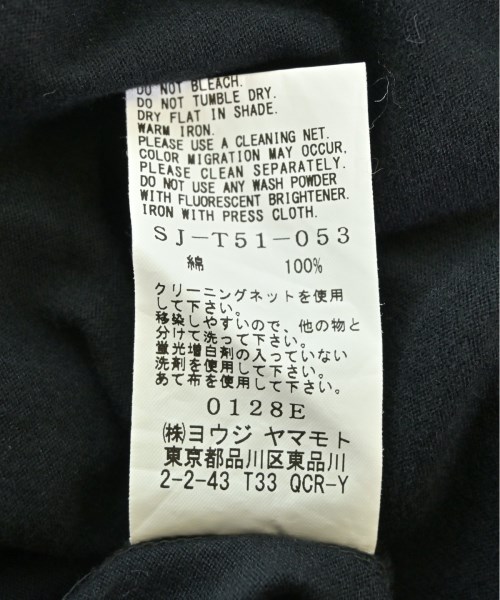 DO NOT BLEACH.
DO NOT TUMBLE DRY.
DRY FLAT IN SHADE.
WARM IRON.
PLEASE USE A CLEANING NET.
COLOR MIGRATION MAY OCCUR.
PLEASE CLEAN SEPARATELY.
DO NOT USE ANY WASH POWDER
WITH FLUORESCENT BRIGHTENER.
IRON WITH PRESS CLOTH.
SJ-T51-053
綿 100%
クリーニングネットを使用
して下さい。
移染しやすいので、他の物と
分けて洗って下さい。
蛍光増白剤の入っていない
洗剤を使用して下さい。
あて布を使用して下さい。
0128E
㈱ヨウジ ヤマモト
東京都品川区東品川
2-2-43 T33 QCR-Y